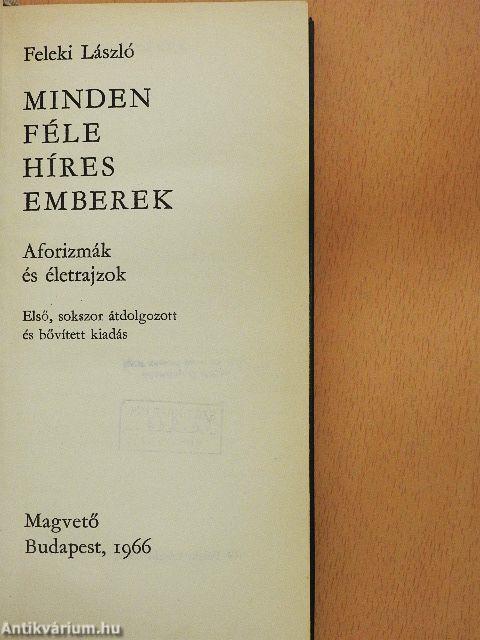 Feleki László
MINDEN
FÉLE
HÍRES
EMBEREK
Aforizmák
és életrajzok
Első, sokszor átdolgozott
és bővített kiadás
Magvető
Budapest, 1966
Antikvárium.hu